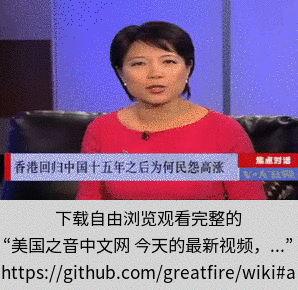 焦点对话
香港回归中国十五年之后为何民怨高涨
下载自由浏览观看完整的
“美国之音中文网 今天的最新视频，...”
https://github.com/greatfire/wiki#a